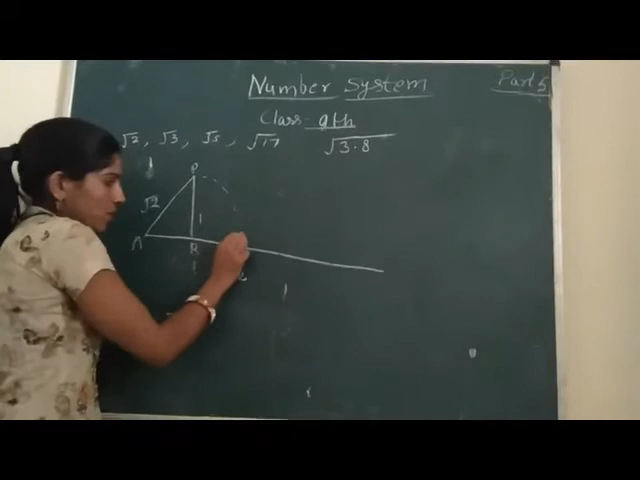 Number System
Part 5
Class- 9th
√2, √3, √5, √17 √3.8
√2
1
A
B